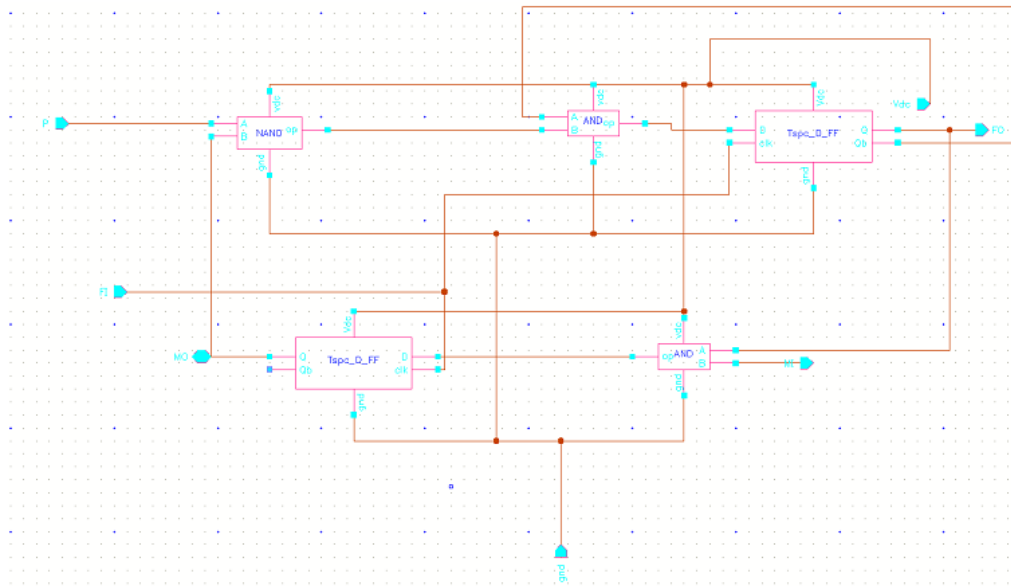 P
A
B
NAND
op
vdc
gnd
A
B
AND
op
vdc
gnd
Tspc_D_FF
clk
Q
Qb
Vdc
gnd
Vdc
FO
MO
Q
Qb
Tspc_D_FF
D
clk
Vdc
gnd
op
AND
A
B
vdc
gnd
gnd